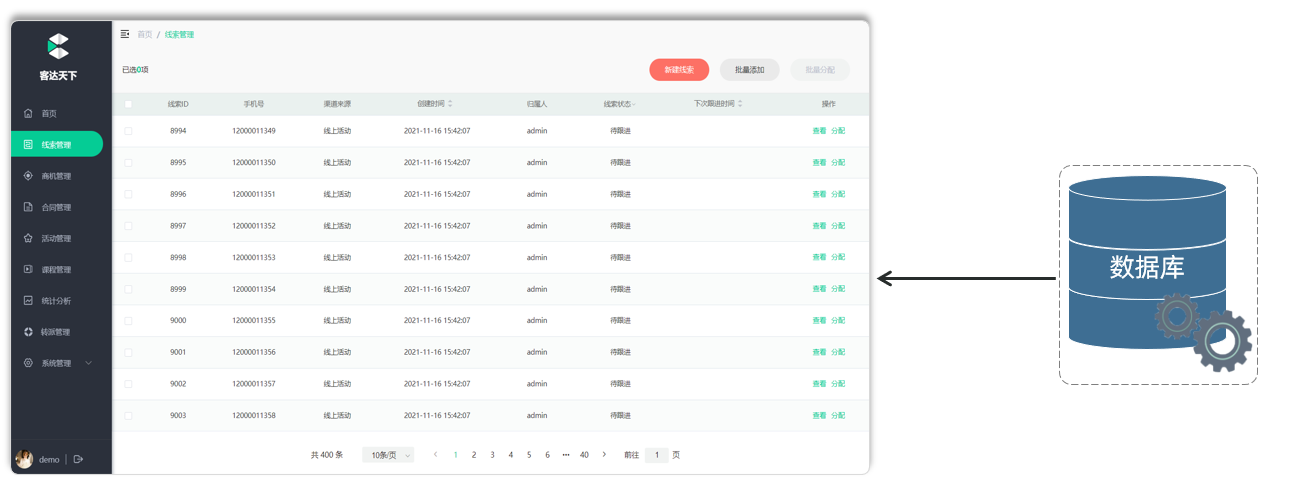 客达天下
首页 / 线索管理
已选0项
新建线索 批量添加 批量分配
首页
线索管理
商机管理
合同管理
活动管理
课程管理
统计分析
转派管理
系统管理
demo
线索ID 手机号 渠道来源 创建时间 归属人 线索状态 下次跟进时间 操作
8994 12000011349 线上活动 2021-11-16 15:42:07 admin 待跟进 查看 分配
8995 12000011350 线上活动 2021-11-16 15:42:07 admin 待跟进 查看 分配
8996 12000011351 线上活动 2021-11-16 15:42:07 admin 待跟进 查看 分配
8997 12000011352 线上活动 2021-11-16 15:42:07 admin 待跟进 查看 分配
8998 12000011353 线上活动 2021-11-16 15:42:07 admin 待跟进 查看 分配
8999 12000011354 线上活动 2021-11-16 15:42:07 admin 待跟进 查看 分配
9000 12000011355 线上活动 2021-11-16 15:42:07 admin 待跟进 查看 分配
9001 12000011356 线上活动 2021-11-16 15:42:07 admin 待跟进 查看 分配
9002 12000011357 线上活动 2021-11-16 15:42:07 admin 待跟进 查看 分配
9003 12000011358 线上活动 2021-11-16 15:42:07 admin 待跟进 查看 分配
共 400 条 10条/页 < 1 2 3 4 5 6 ••• 40 > 前往 1 页
数据库